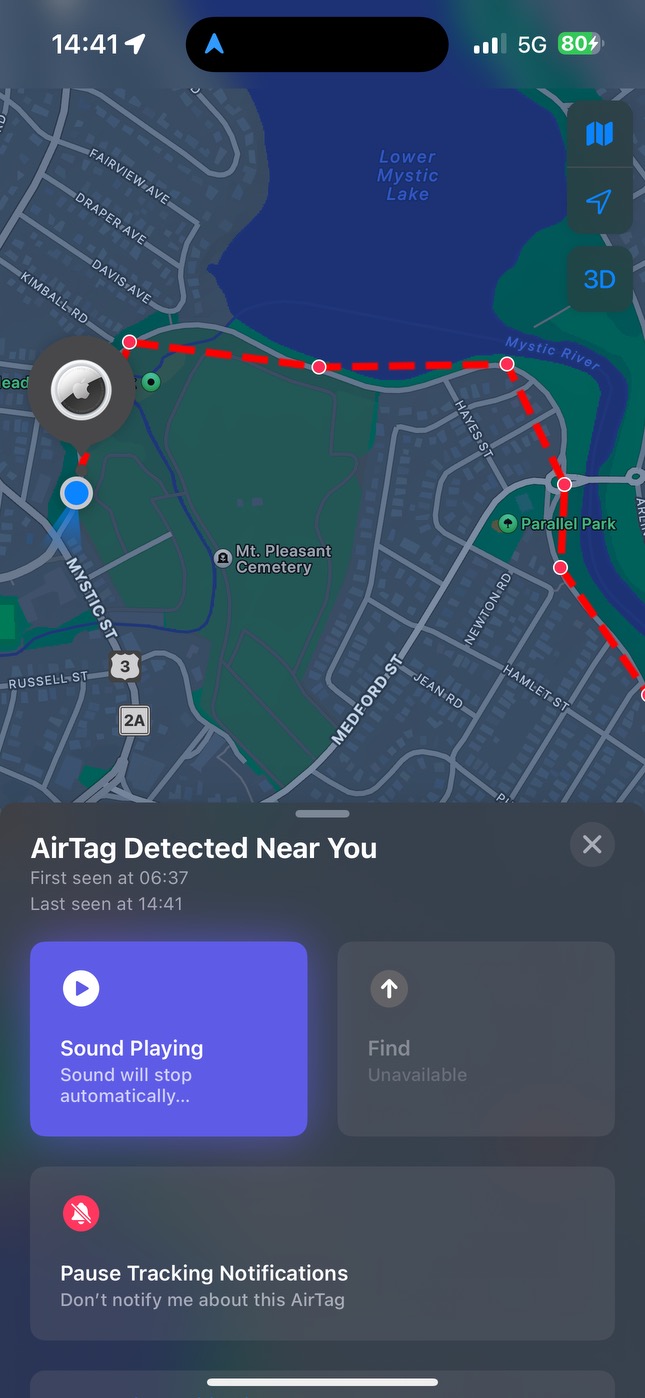 14:41
5G
80
Lower
Mystic
Lake
FAIRVIEW AVE
DRAPER AVE
DAVIS AVE
KIMBALL RD
3D
Mystic River
HAYES ST
Parallel Park
Mt. Pleasant
Cemetery
MYSTIC ST
NEWTON RD
3
RUSSELL ST
MEDFORD ST
JEAN RD
HAMLET ST
2A
AirTag Detected Near You
First seen at 06:37
Last seen at 14:41
Sound Playing
Sound will stop
automatically...
Find
Unavailable
Pause Tracking Notifications
Don’t notify me about this AirTag